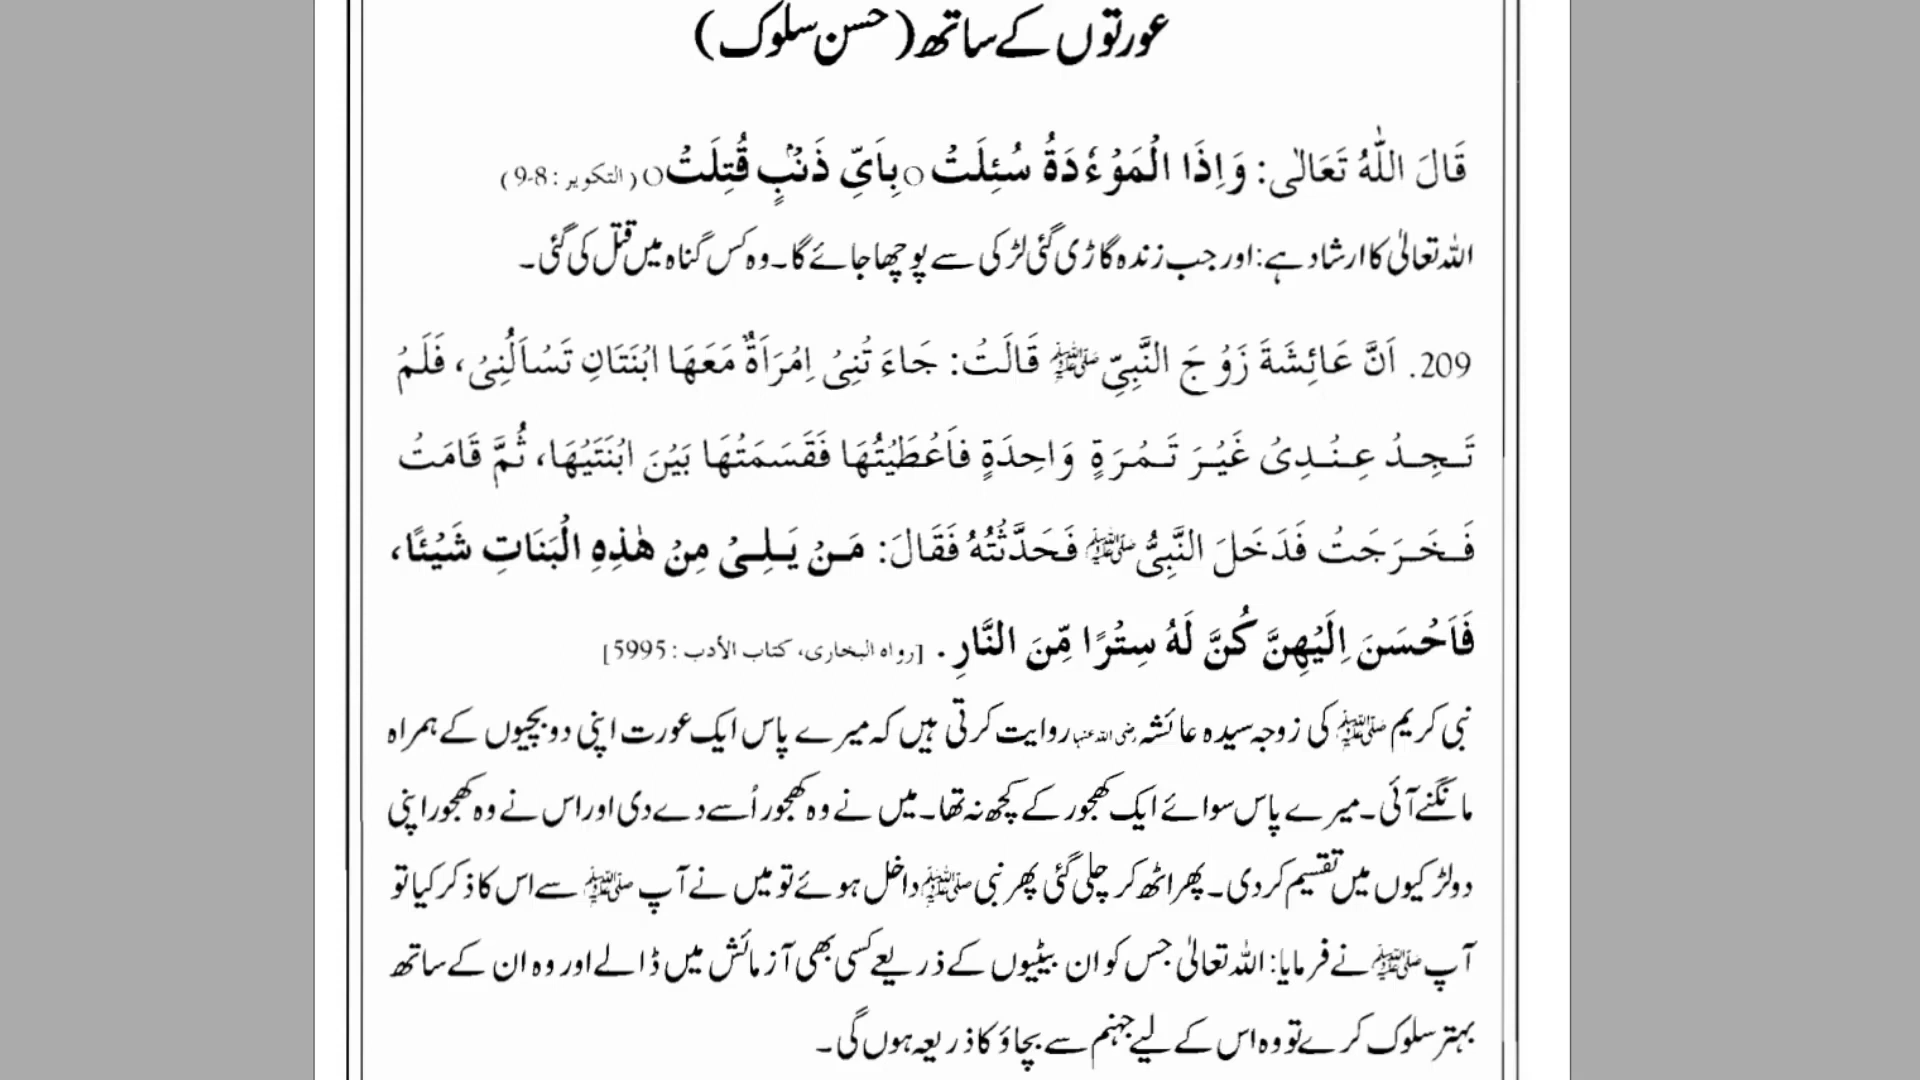 عورتوں کے ساتھ (حسن سلوک)
قَالَ اللّٰهُ تَعَالٰی: وَاِذَا الْمَوْءٗدَةُ سُئِلَتْ ○ بِاَیِّ ذَنْۢبٍ قُتِلَتْ ○ (التکویر: 8-9)
اللہ تعالیٰ کا ارشاد ہے: اور جب زندہ گاڑی گئی لڑکی سے پوچھا جائے گا۔ وہ کس گناہ میں قتل کی گئی۔
209. اَنَّ عَائِشَةَ زَوْجَ النَّبِیِّ ﷺ قَالَتْ: جَاءَتْنِیْ اِمْرَاَةٌ مَعَهَا ابْنَتَانِ تَسْاَلُنِیْ، فَلَمْ
تَجِدْ عِنْدِیْ غَیْرَ تَمْرَةٍ وَاحِدَةٍ فَاَعْطَیْتُهَا فَقَسَمَتْهَا بَیْنَ ابْنَتَیْهَا، ثُمَّ قَامَتْ
فَخَرَجَتْ فَدَخَلَ النَّبِیُّ ﷺ فَحَدَّثْتُهُ فَقَالَ: مَنْ یَلِیْ مِنْ هٰذِهِ الْبَنَاتِ شَیْئًا،
فَاَحْسَنَ اِلَیْهِنَّ كُنَّ لَهُ سِتْرًا مِّنَ النَّارِ. [رواه البخاری، کتاب الأدب: 5995]
نبی کریم ﷺ کی زوجہ سیدہ عائشہ رضی اللہ عنہا روایت کرتی ہیں کہ میرے پاس ایک عورت اپنی دو بچیوں کے ہمراہ
مانگنے آئی۔ میرے پاس سوائے ایک کھجور کے کچھ نہ تھا۔ میں نے وہ کھجور اُسے دے دی اور اس نے وہ کھجور اپنی
دو لڑکیوں میں تقسیم کر دی۔ پھر اٹھ کر چلی گئی پھر نبی ﷺ داخل ہوئے تو میں نے آپ ﷺ سے اس کا ذکر کیا تو
آپ ﷺ نے فرمایا: اللہ تعالیٰ جس کو ان بیٹیوں کے ذریعے کسی بھی آزمائش میں ڈالے اور وہ ان کے ساتھ
بہتر سلوک کرے تو وہ اس کے لیے جہنم سے بچاؤ کا ذریعہ ہوں گی۔